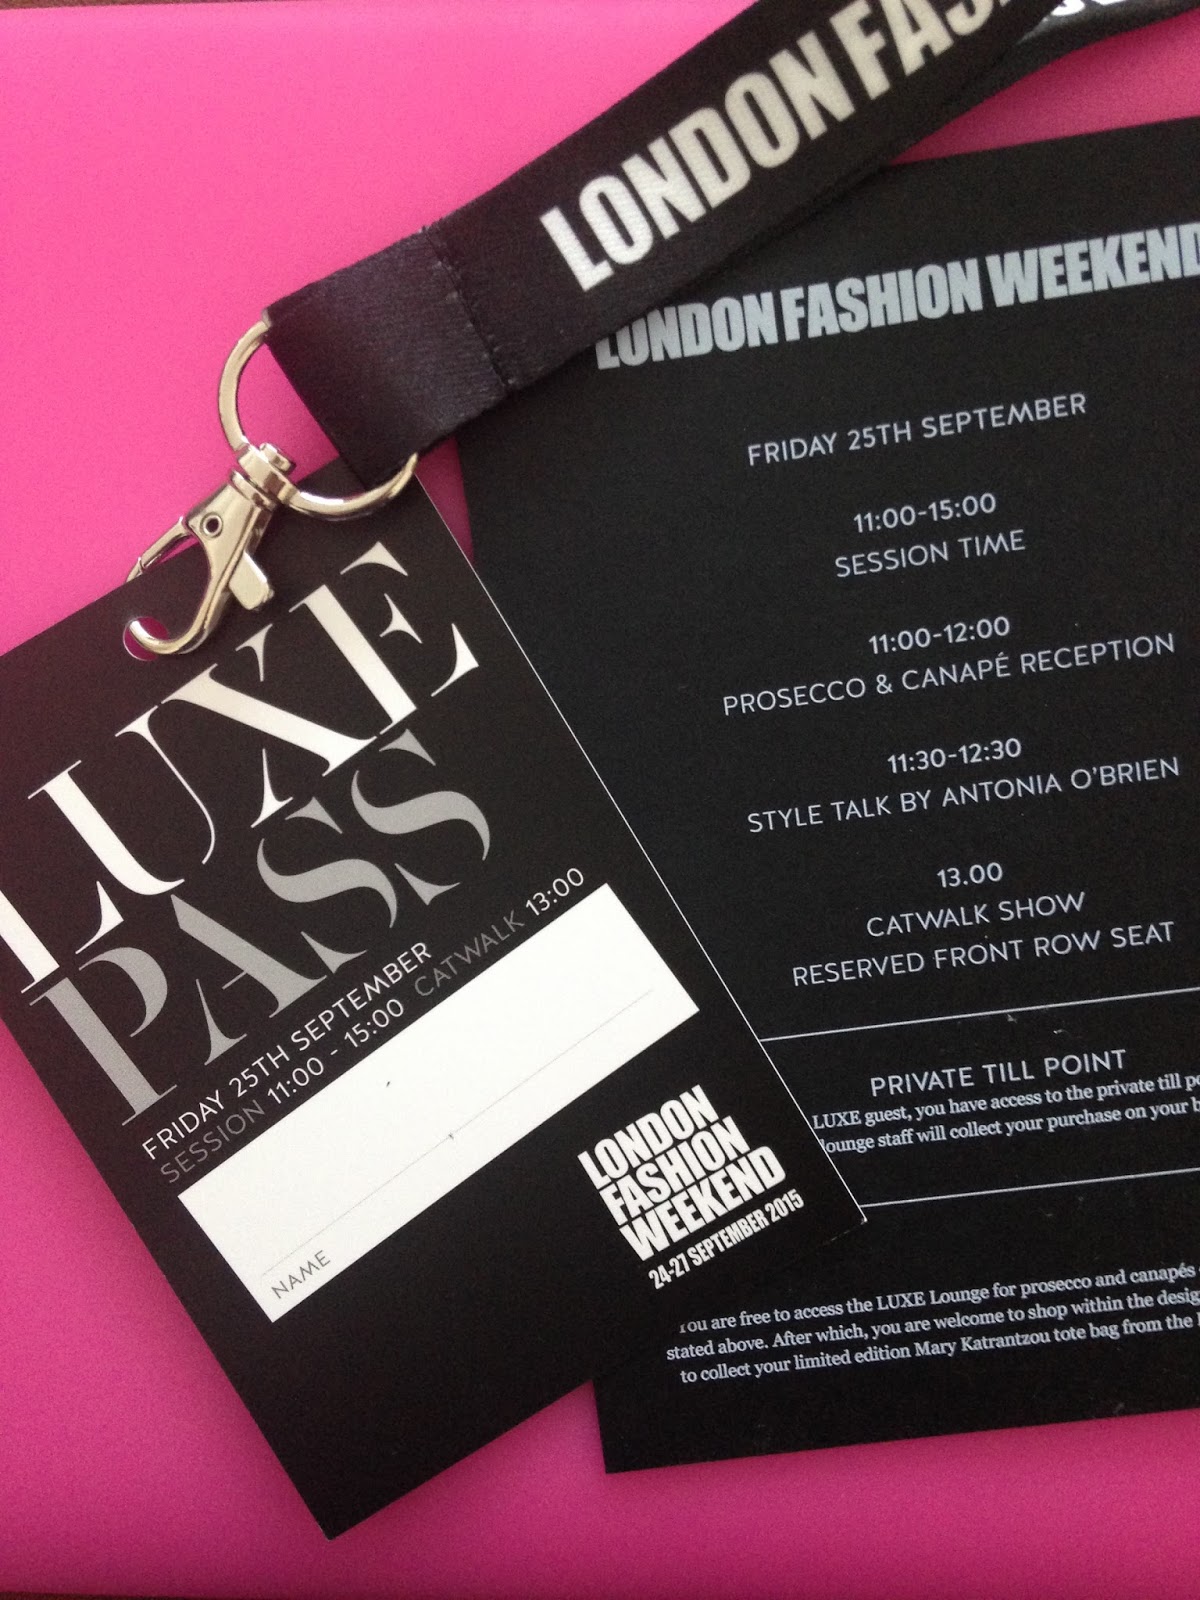 LONDON
LUXE
PASS
FRIDAY 25TH SEPTEMBER
SESSION 11:00 - 15:00 CATWALK 13:00
NAME
LONDON
FASHION
WEEKEND
24-27 SEPTEMBER 2015
LONDON FASHION WEEKEND
FRIDAY 25TH SEPTEMBER
11:00-15:00
SESSION TIME
11:00-12:00
PROSECCO & CANAPÉ RECEPTION
11:30-12:30
STYLE TALK BY ANTONIA O'BRIEN
13.00
CATWALK SHOW
RESERVED FRONT ROW SEAT
PRIVATE TILL POINT
LUXE guest, you have access to the private till
lounge staff will collect your purchase on your
You are free to access the LUXE Lounge for prosecco and canapés
stated above. After which, you are welcome to shop within the
to collect your limited edition Mary Katrantzou tote bag from the